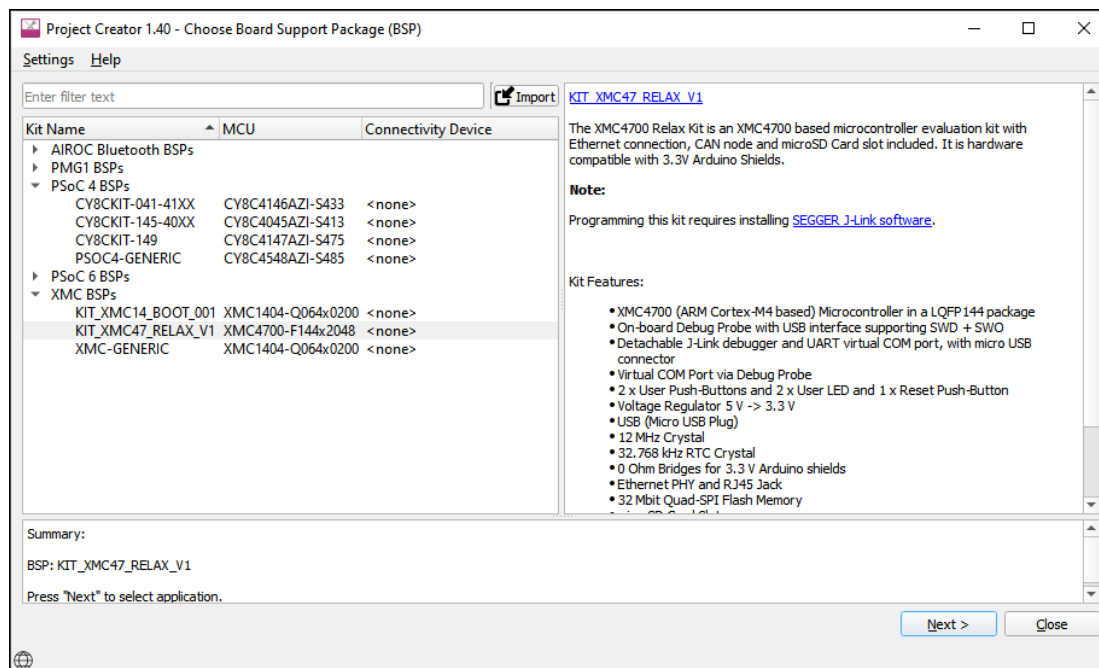 Project Creator 1.40 - Choose Board Support Package (BSP)
Settings Help
Enter filter text
Import
Kit Name MCU Connectivity Device
AIROC Bluetooth BSPs
PMG1 BSPs
PSoC 4 BSPs
CY8CKIT-041-41XX CY8C4146AZI-S433 <none>
CY8CKIT-145-40XX CY8C4045AZI-S413 <none>
CY8CKIT-149 CY8C4147AZI-S475 <none>
PSOC4-GENERIC CY8C4548AZI-S485 <none>
PSoC 6 BSPs
XMC BSPs
KIT_XMC14_BOOT_001 XMC1404-Q064x0200 <none>
KIT_XMC47_RELAX_V1 XMC4700-F144x2048 <none>
XMC-GENERIC XMC1404-Q064x0200 <none>
KIT_XMC47_RELAX_V1
The XMC4700 Relax Kit is an XMC4700 based microcontroller evaluation kit with
Ethernet connection, CAN node and microSD Card slot included. It is hardware
compatible with 3.3V Arduino Shields.
Note:
Programming this kit requires installing SEGGER J-Link software.
Kit Features:
• XMC4700 (ARM Cortex-M4 based) Microcontroller in a LQFP144 package
• On-board Debug Probe with USB interface supporting SWD + SWO
• Detachable J-Link debugger and UART virtual COM port, with micro USB
connector
• Virtual COM Port via Debug Probe
• 2 x User Push-Buttons and 2 x User LED and 1 x Reset Push-Button
• Voltage Regulator 5 V -> 3.3 V
• USB (Micro USB Plug)
• 12 MHz Crystal
• 32.768 kHz RTC Crystal
• 0 Ohm Bridges for 3.3 V Arduino shields
• Ethernet PHY and RJ45 Jack
• 32 Mbit Quad-SPI Flash Memory
Summary:
BSP: KIT_XMC47_RELAX_V1
Press "Next" to select application.
Next >
Close